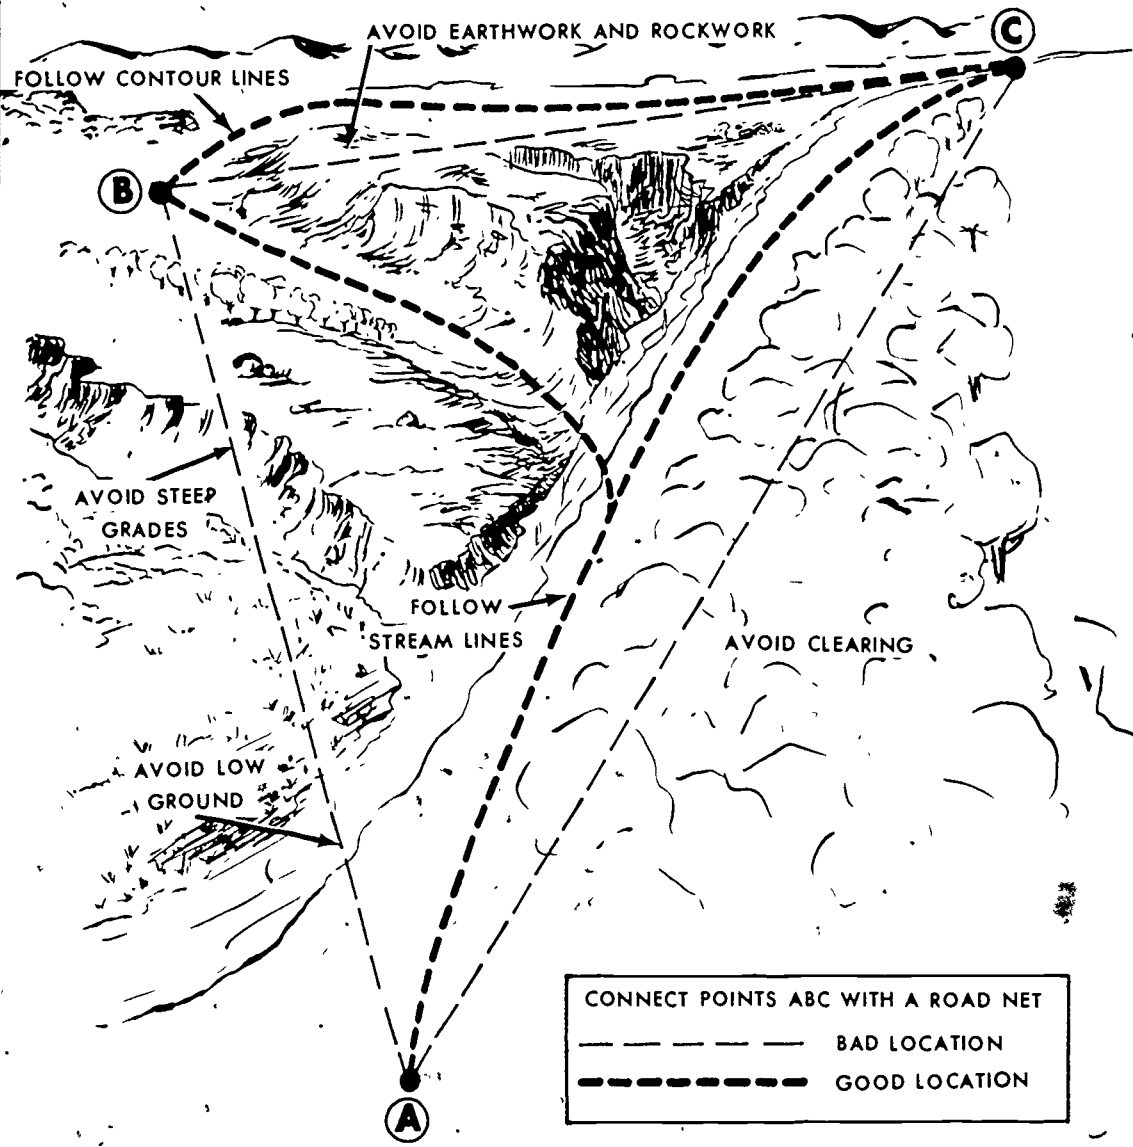 C
AVOID EARTHWORK AND ROCKWORK
FOLLOW CONTOUR LINES
B
AVOID STEEP
GRADES
FOLLOW
STREAM LINES
AVOID CLEARING
AVOID LOW
GROUND
CONNECT POINTS ABC WITH A ROAD NET
BAD LOCATION
GOOD LOCATION
A